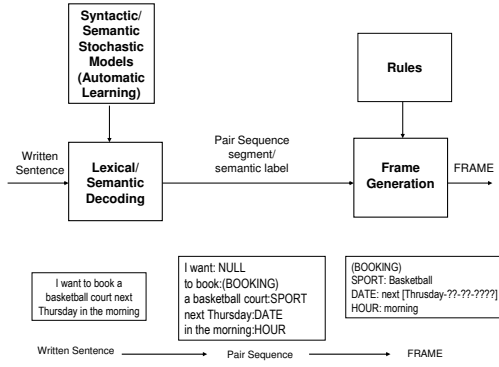 Syntactic/
Semantic
Stochastic
Models
(Automatic
Learning)
Rules
Written
Sentence
Lexical/
Semantic
Decoding
Pair Sequence
segment/
semantic label
Frame
Generation
FRAME
I want to book a
basketball court next
Thursday in the morning
I want: NULL
to book:(BOOKING)
a basketball court:SPORT
next Thursday:DATE
in the morning:HOUR
(BOOKING)
SPORT: Basketball
DATE: next [Thrusday-??-??-????]
HOUR: morning
Written Sentence
Pair Sequence
FRAME